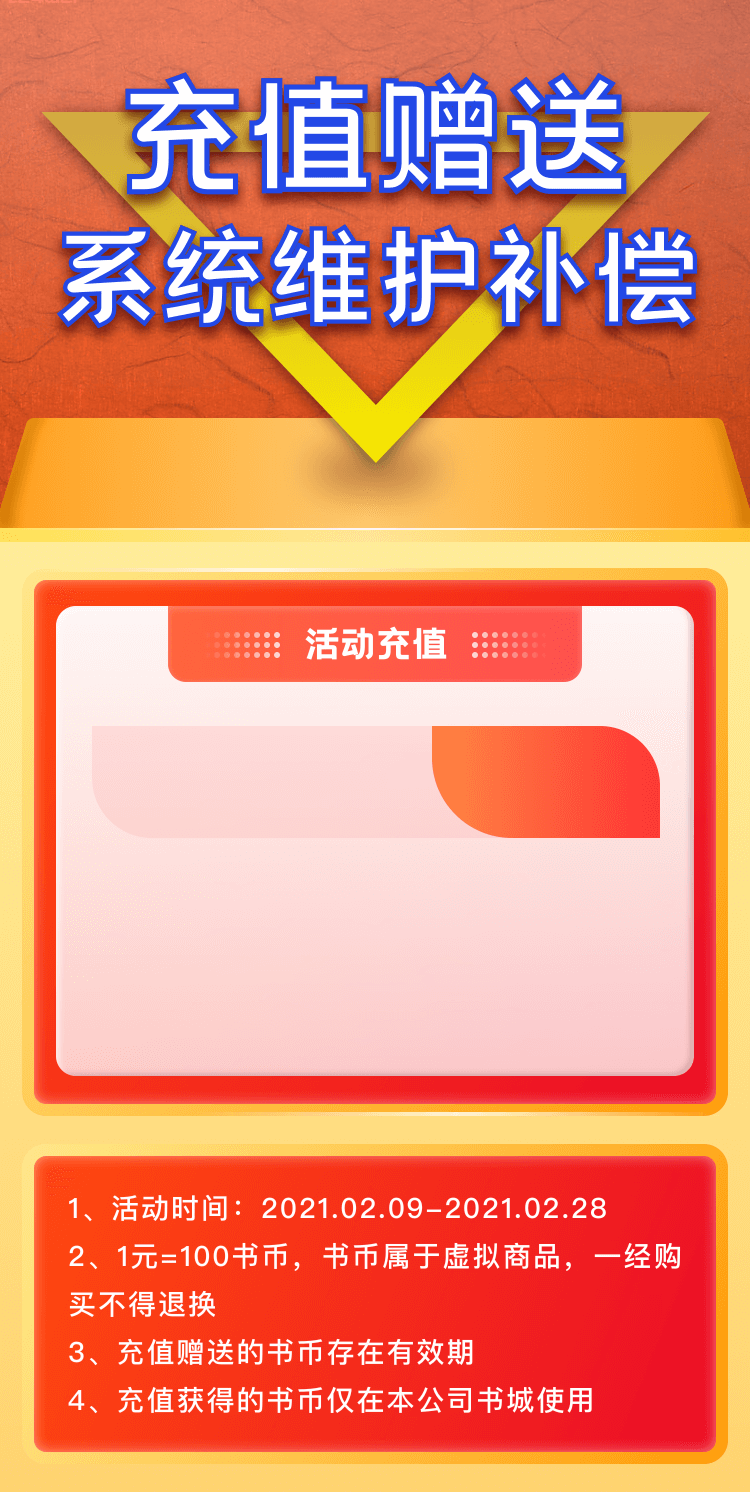 充值赠送
系统维护补偿
活动充值
1、活动时间：2021.02.09-2021.02.28
2、1元=100书币，书币属于虚拟商品，一经购
买不得退换
3、充值赠送的书币存在有效期
4、充值获得的书币仅在本公司书城使用